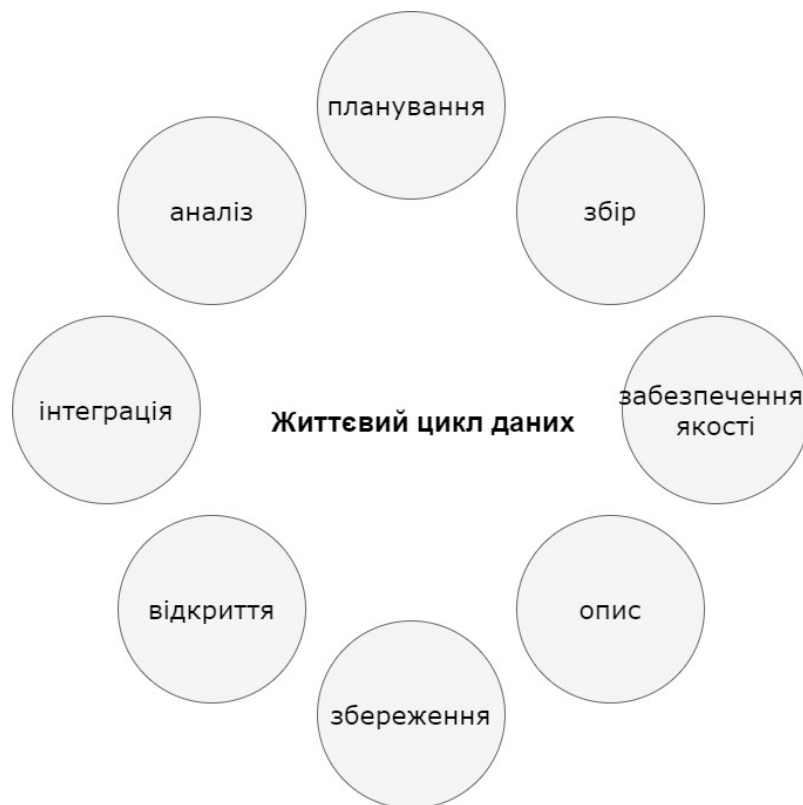 планування
аналіз
збір
забезпечення
якості
інтеграція
Життєвий цикл даних
відкриття
опис
збереження